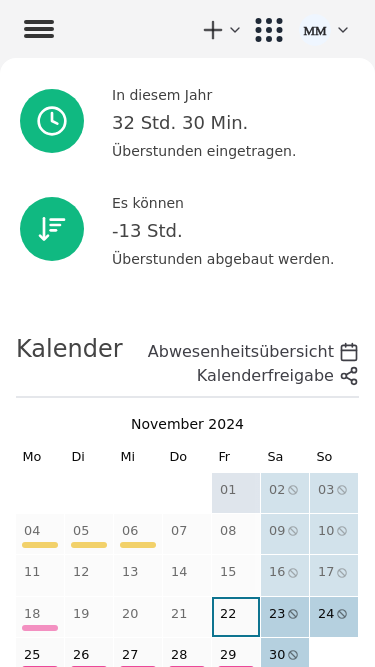 MM
In diesem Jahr
32 Std. 30 Min.
Überstunden eingetragen.
Es können
-13 Std.
Überstunden abgebaut werden.
Kalender
Abwesenheitsübersicht
Kalenderfreigabe
November 2024
Mo Di Mi Do Fr Sa So
01 02 03
04 05 06 07 08 09 10
11 12 13 14 15 16 17
18 19 20 21 22 23 24
25 26 27 28 29 30